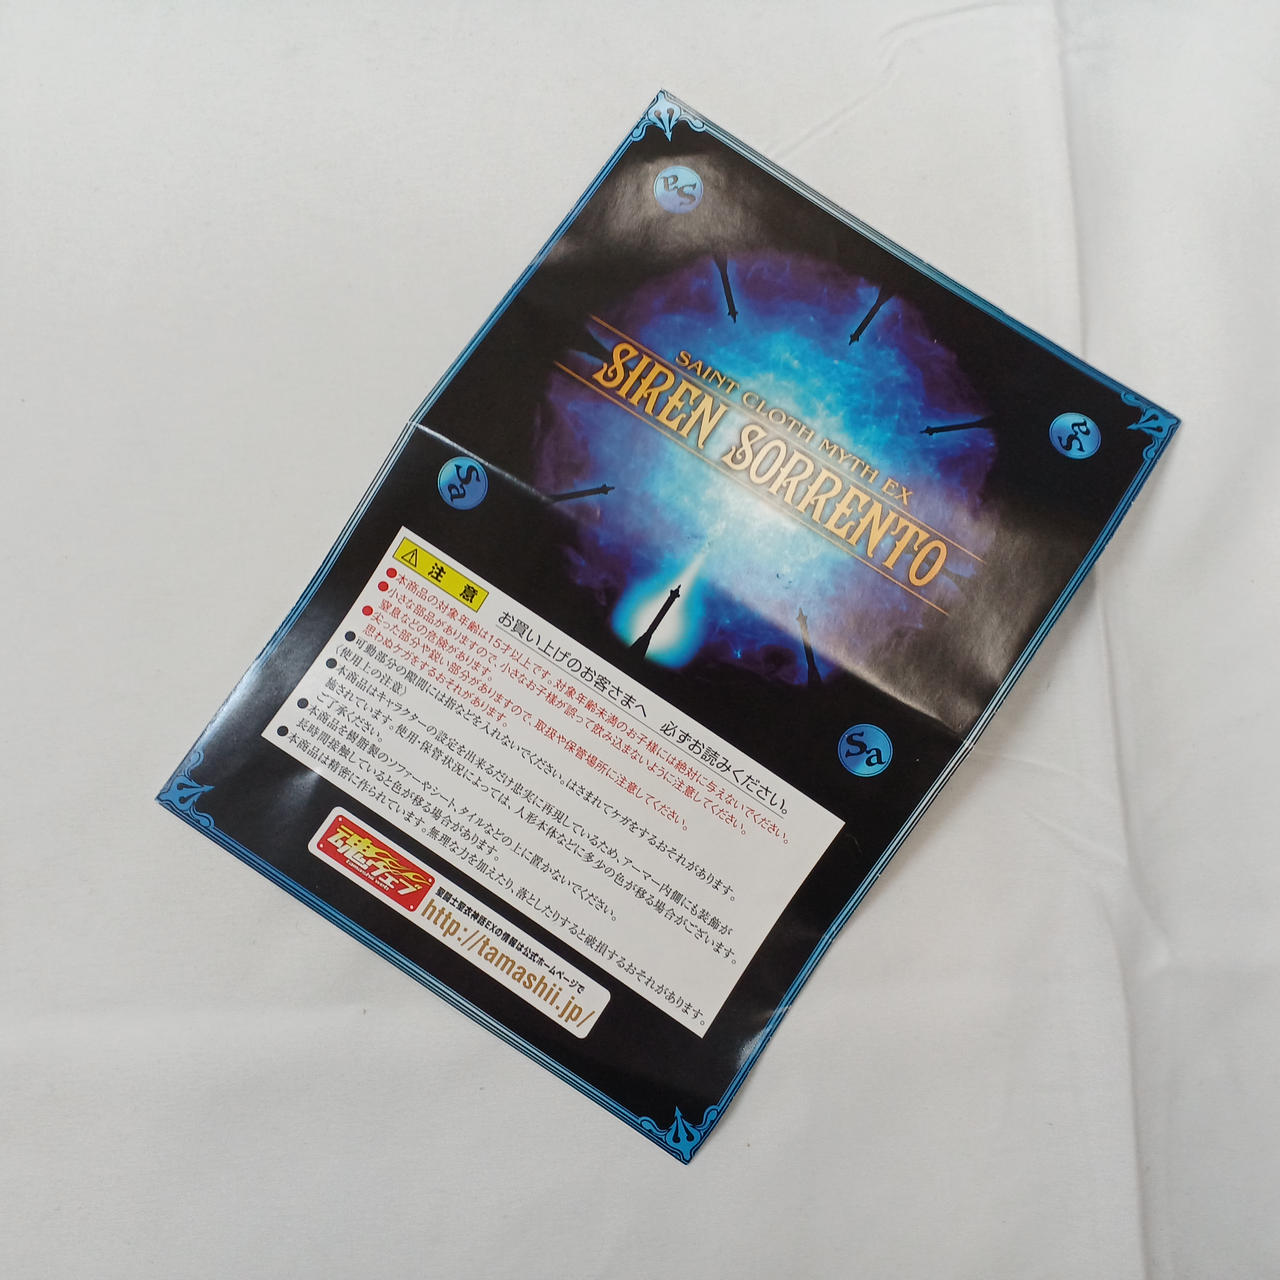 SAINT CLOTH MYTH EX
SIREN SORRENTO
Sa
Sa
Sa
Sa
注意
お買い上げのお客さまへ 必ずお読みください。
●本商品の対象年齢は15才以上です。対象年齢未満のお子様には絶対に与えないでください。
●小さな部品がありますので、小さなお子様が誤って飲み込まないように注意してください。
窒息などの危険があります。
●尖った部分や鋭い部分がありますので、取扱や保管場所に注意してください。
思わぬケガをするおそれがあります。
●可動部分の隙間には指などを入れないでください。はさまれてケガをするおそれがあります。
〈使用上の注意〉
●本商品はキャラクターの設定を出来るだけ忠実に再現しているため、アーマー内側にも装飾が
施されています。使用・保管状況によっては、人形本体などに多少の色が移る場合がございます。
ご了承ください。
●本商品を樹脂製のソファーやシート、タイルなどの上に置かないでください。
長時間接触していると色が移る場合があります。
●本商品は精密に作られています。無理な力を加えたり、落としたりすると破損するおそれがあります。
魂ウェブ
tamashii web
聖闘士聖衣神話EXの情報は公式ホームページで
http://tamashii.jp/